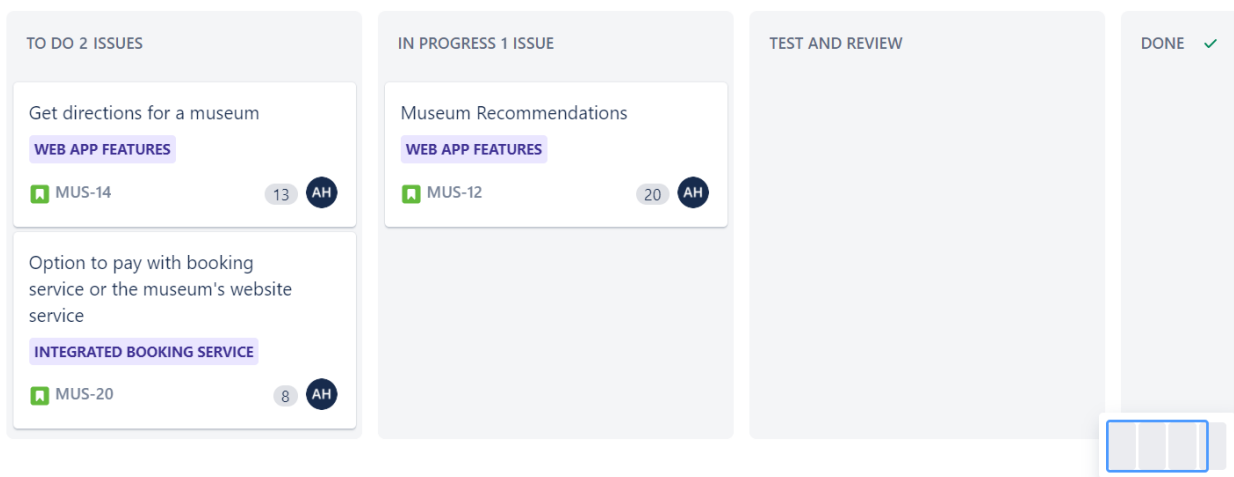 TO DO 2 ISSUES
Get directions for a museum
WEB APP FEATURES
MUS-14
13
AH
Option to pay with booking
service or the museum's website
service
INTEGRATED BOOKING SERVICE
MUS-20
8
AH
IN PROGRESS 1 ISSUE
Museum Recommendations
WEB APP FEATURES
MUS-12
20
AH
TEST AND REVIEW
DONE